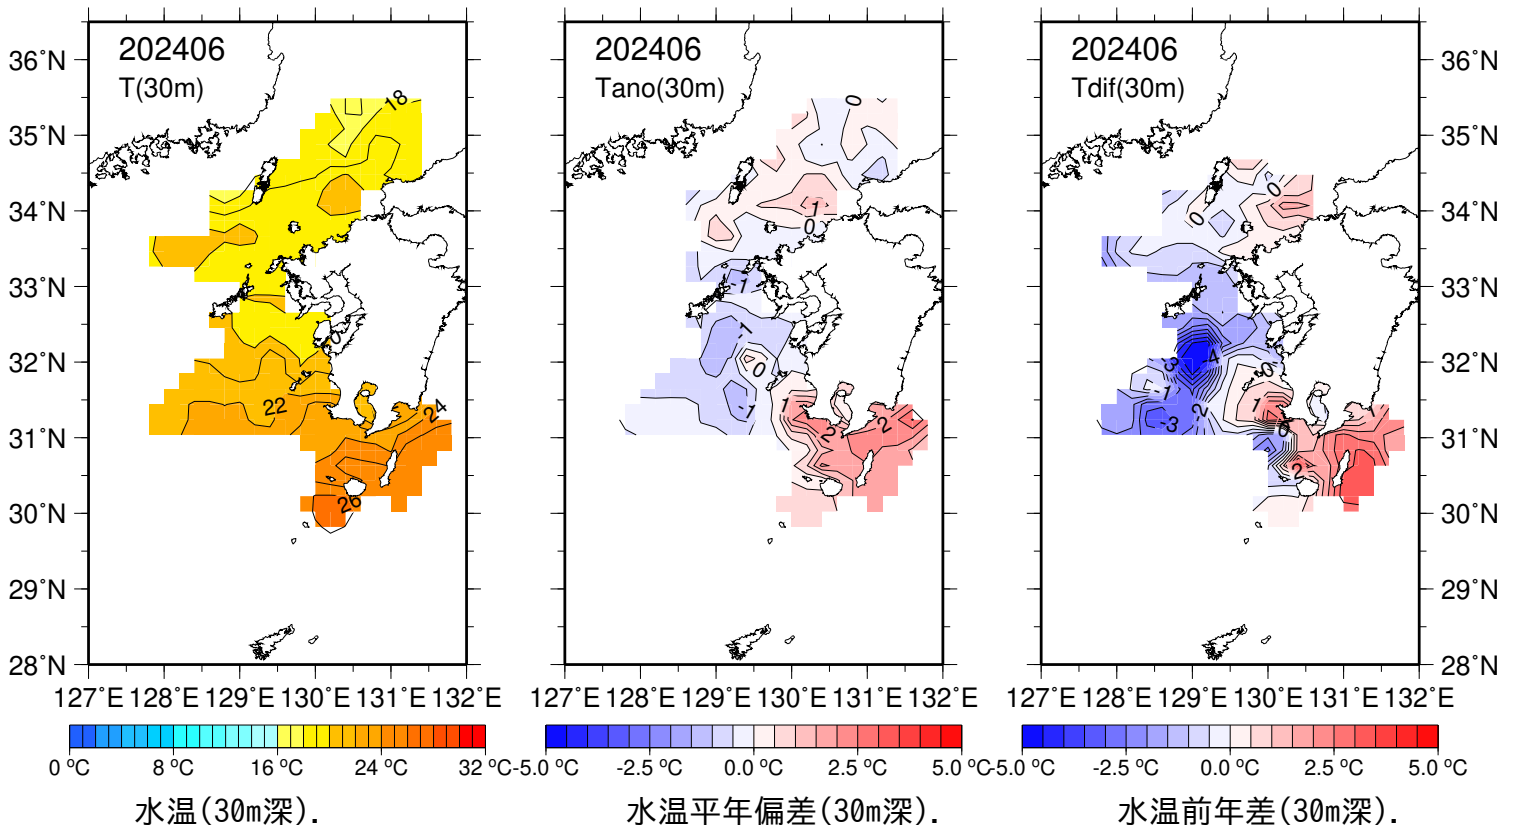 202406
T(30m)
36°N
35°N
34°N
33°N
32°N
31°N
30°N
29°N
28°N
18
22
24
26
127°E 128°E 129°E 130°E 131°E 132°E
0 °C 8 °C 16 °C 24 °C 32 °C
水温(30m深).
202406
Tano(30m)
0
1
0
-1
-1
0
-1
1
2
2
127°E 128°E 129°E 130°E 131°E 132°E
-5.0 °C -2.5 °C 0.0 °C 2.5 °C 5.0 °C
水温平年偏差(30m深).
202406
Tdif(30m)
0
0
-3
-4
0
-1
-2
1
-3
0
2
36°N
35°N
34°N
33°N
32°N
31°N
30°N
29°N
28°N
127°E 128°E 129°E 130°E 131°E 132°E
-5.0 °C -2.5 °C 0.0 °C 2.5 °C 5.0 °C
水温前年差(30m深).